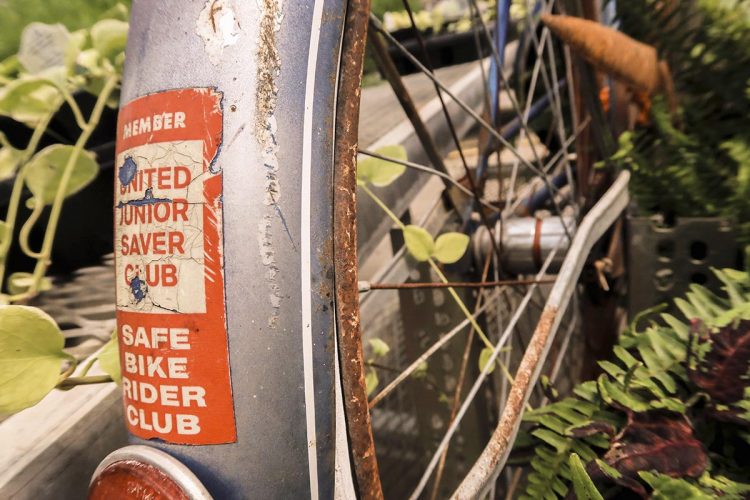 MEMBER
UNITED
JUNIOR
SAVER
CLUB
SAFE
BIKE
RIDER
CLUB